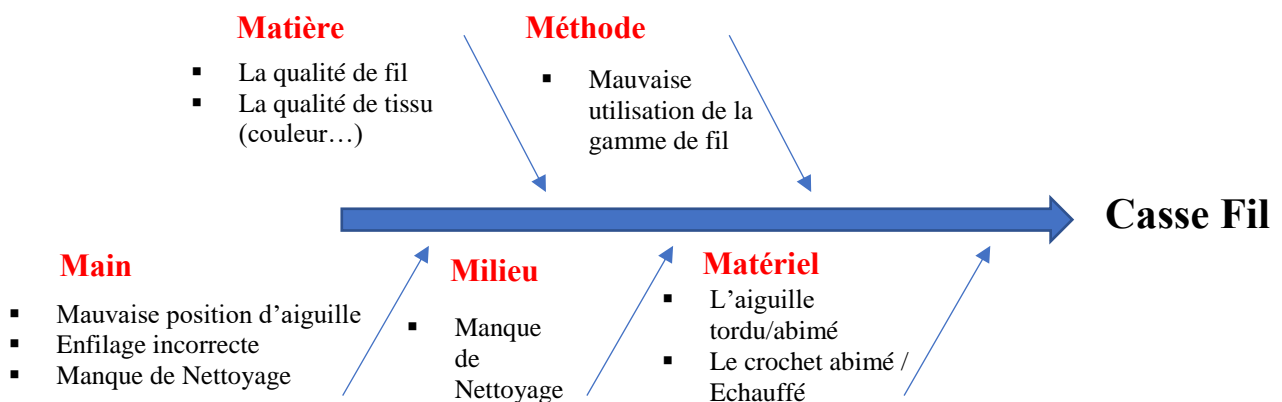 Matière
▪ La qualité de fil
▪ La qualité de tissu
(couleur…)
Méthode
▪ Mauvaise
utilisation de la
gamme de fil
Casse Fil
Main
▪ Mauvaise position d’aiguille
▪ Enfilage incorrecte
▪ Manque de Nettoyage
Milieu
▪ Manque
de
Nettoyage
Matériel
▪ L’aiguille
tordu/abimé
▪ Le crochet abimé /
Echauffé